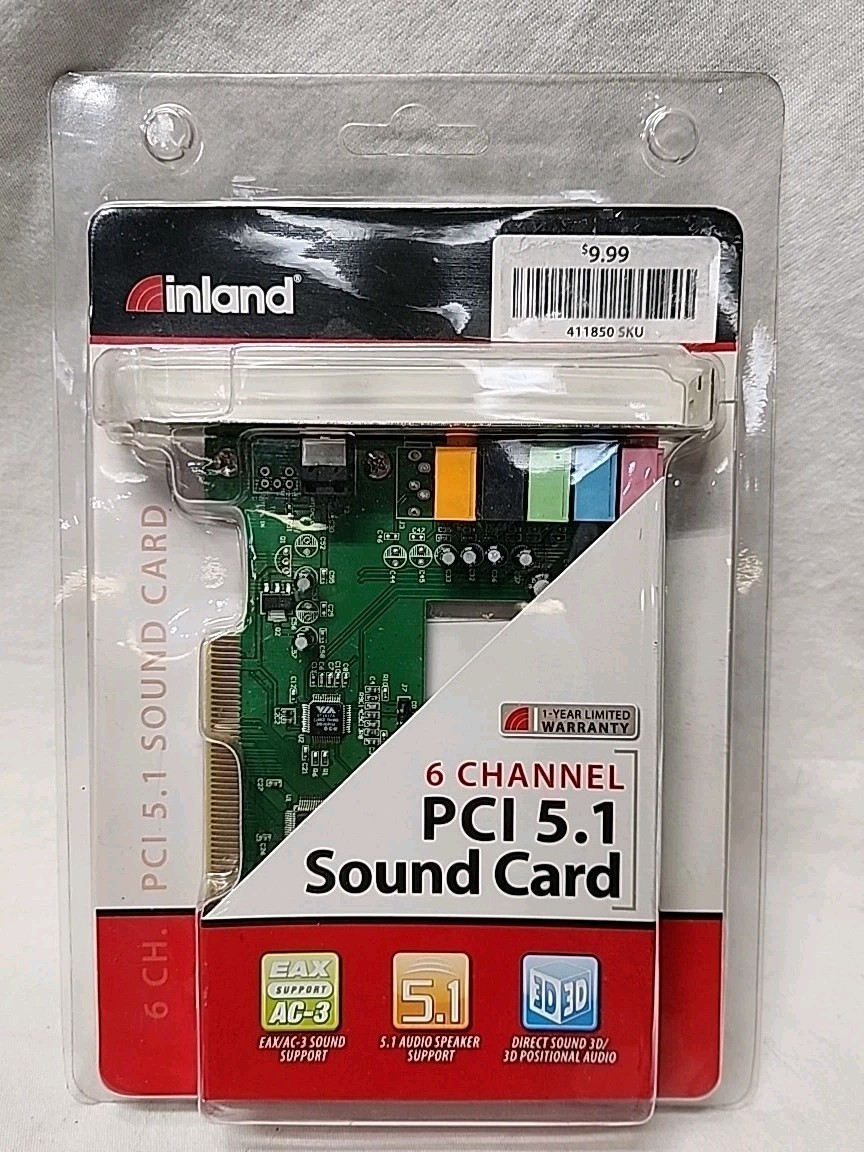 $9.99
inland®
411850 SKU
6 CH. PCI 5.1 SOUND CARD
VIA
1-YEAR LIMITED
WARRANTY
6 CHANNEL
PCI 5.1
Sound Card
EAX
SUPPORT
AC-3
5.1
3D 3D
EAX/AC-3 SOUND
SUPPORT
5.1 AUDIO SPEAKER
SUPPORT
DIRECT SOUND 3D/
3D POSITIONAL AUDIO